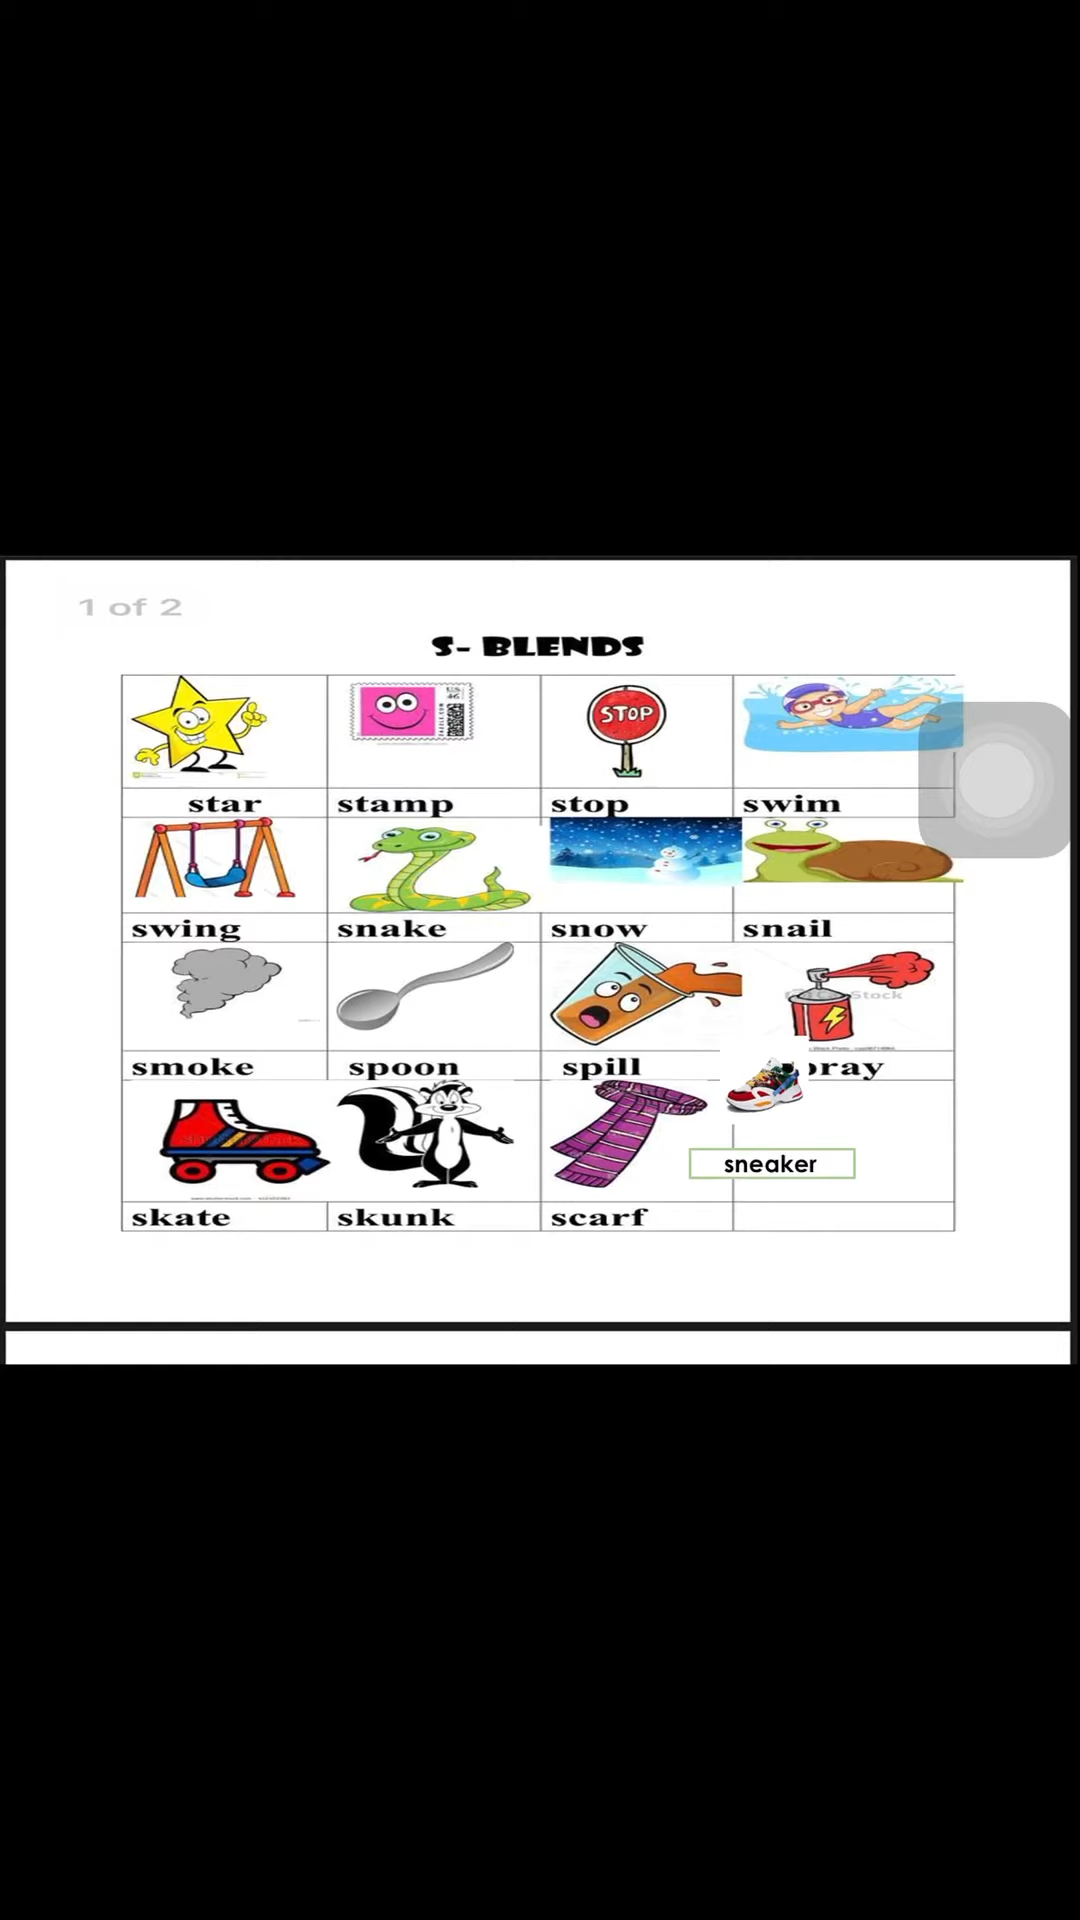 1 of 2
S- BLENDS
STOP
star stamp stop swim
swing snake snow snail
smoke spoon spill pray
sneaker
skate skunk scarf